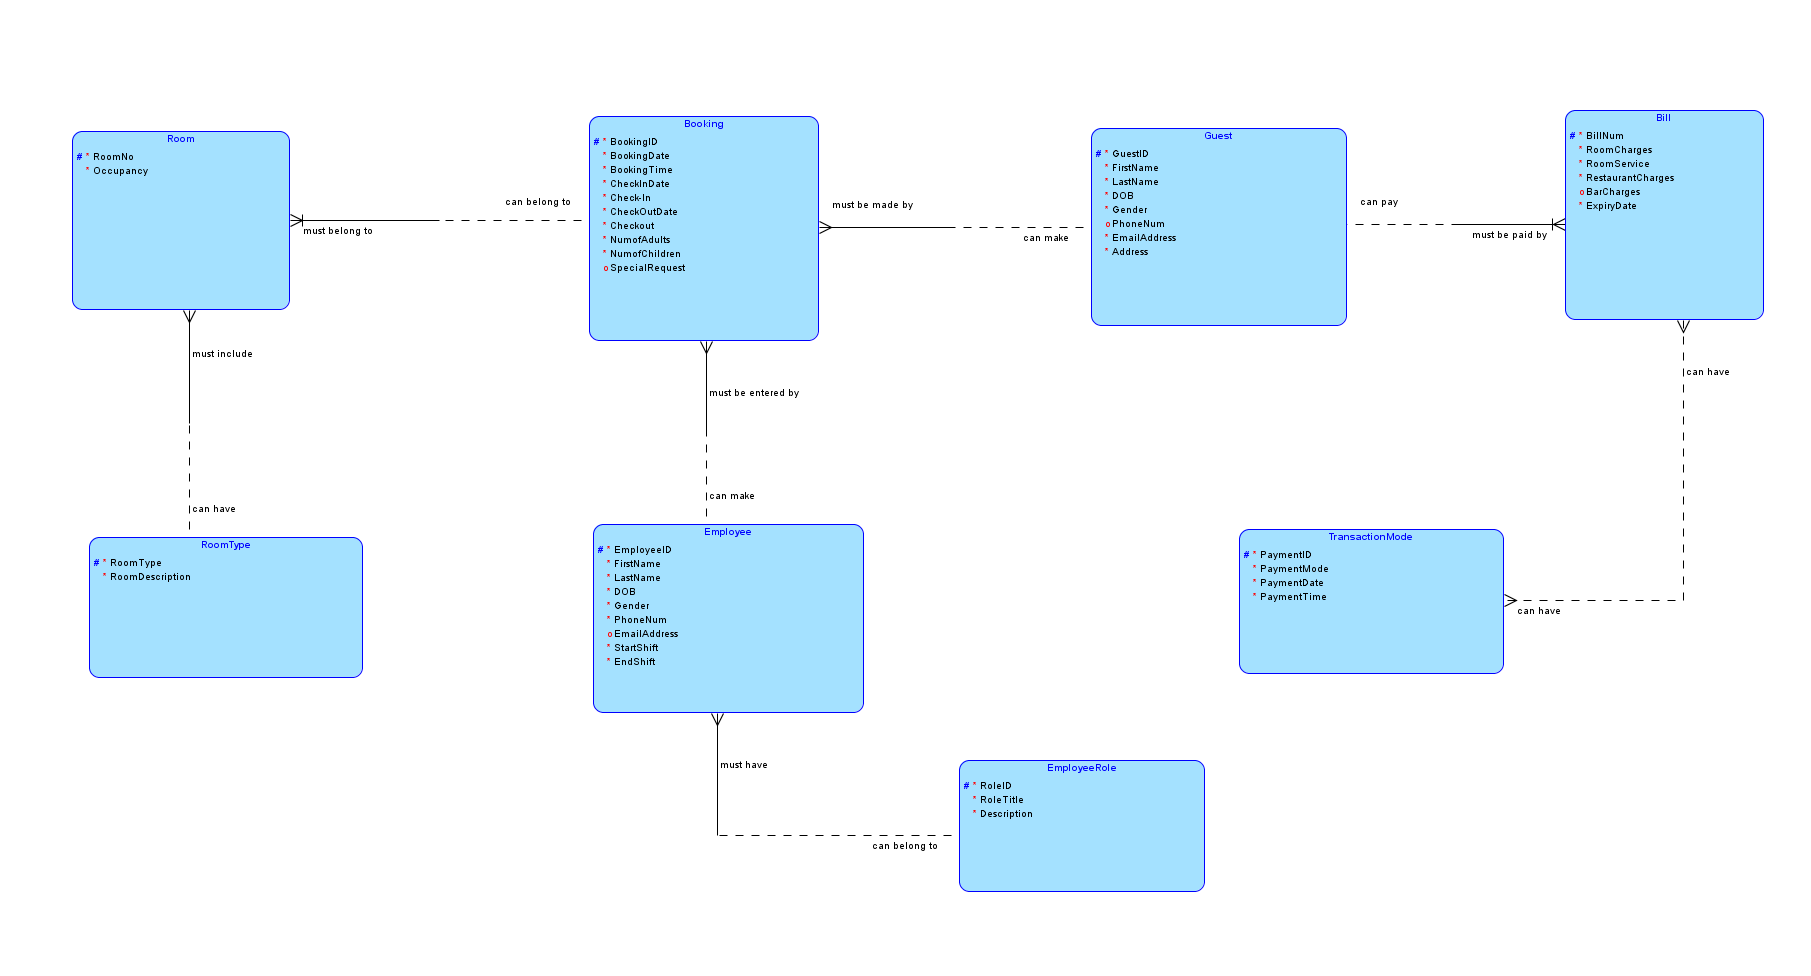 Room
# * RoomNo
* Occupancy
must belong to
can belong to
must include
can have
RoomType
# * RoomType
* RoomDescription
Booking
# * BookingID
* BookingDate
* BookingTime
* CheckInDate
* Check-In
* CheckOutDate
* Checkout
* NumofAdults
* NumofChildren
o SpecialRequest
must be made by
can make
must be entered by
can make
Employee
# * EmployeeID
* FirstName
* LastName
* DOB
* Gender
* PhoneNum
o EmailAddress
* StartShift
* EndShift
must have
can belong to
EmployeeRole
# * RoleID
* RoleTitle
* Description
Guest
# * GuestID
* FirstName
* LastName
* DOB
* Gender
o PhoneNum
* EmailAddress
* Address
can pay
must be paid by
Bill
# * BillNum
* RoomCharges
* RoomService
* RestaurantCharges
o BarCharges
* ExpiryDate
can have
can have
TransactionMode
# * PaymentID
* PaymentMode
* PaymentDate
* PaymentTime